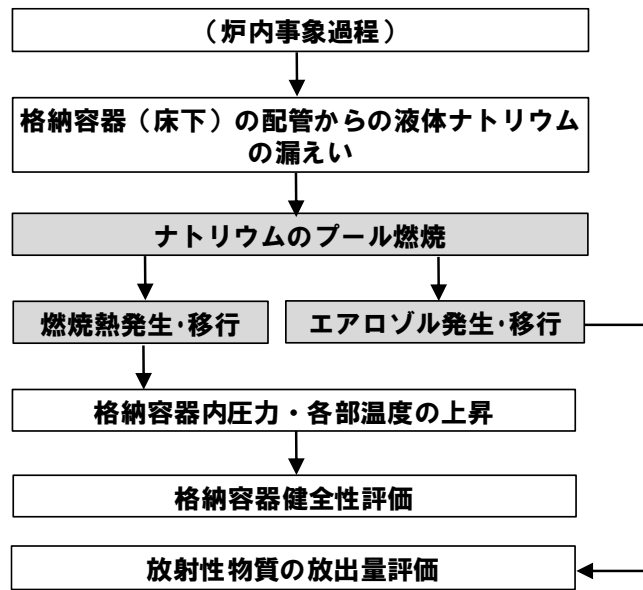 （炉内事象過程）
格納容器（床下）の配管からの液体ナトリウム
の漏えい
ナトリウムのプール燃焼
燃焼熱発生・移行
エアロゾル発生・移行
格納容器内圧力・各部温度の上昇
格納容器健全性評価
放射性物質の放出量評価